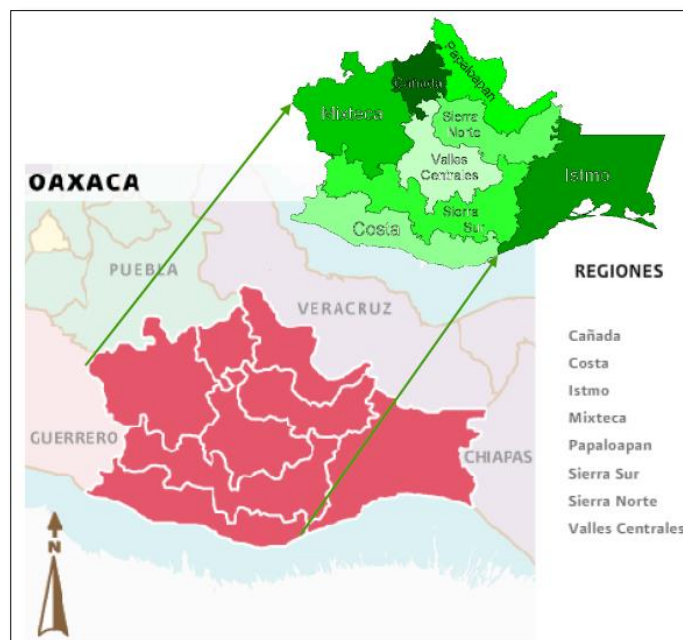 Papaloapan
Cañada
Mixteca
Sierra
Norte
Valles
Centrales
Istmo
Sierra
Sur
Costa
OAXACA
PUEBLA
VERACRUZ
GUERRERO
CHIAPAS
N
REGIONES
Cañada
Costa
Istmo
Mixteca
Papaloapan
Sierra Sur
Sierra Norte
Valles Centrales